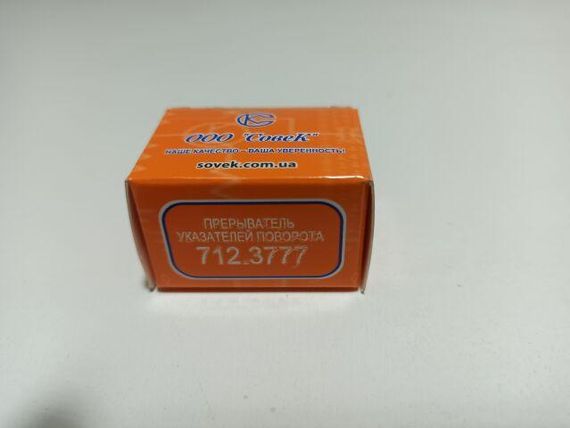 ООО "СовеК"
НАШЕ КАЧЕСТВО - ВАША УВЕРЕННОСТЬ!
sovek.com.ua
ПРЕРЫВАТЕЛЬ
УКАЗАТЕЛЕЙ ПОВОРОТА
712.3777